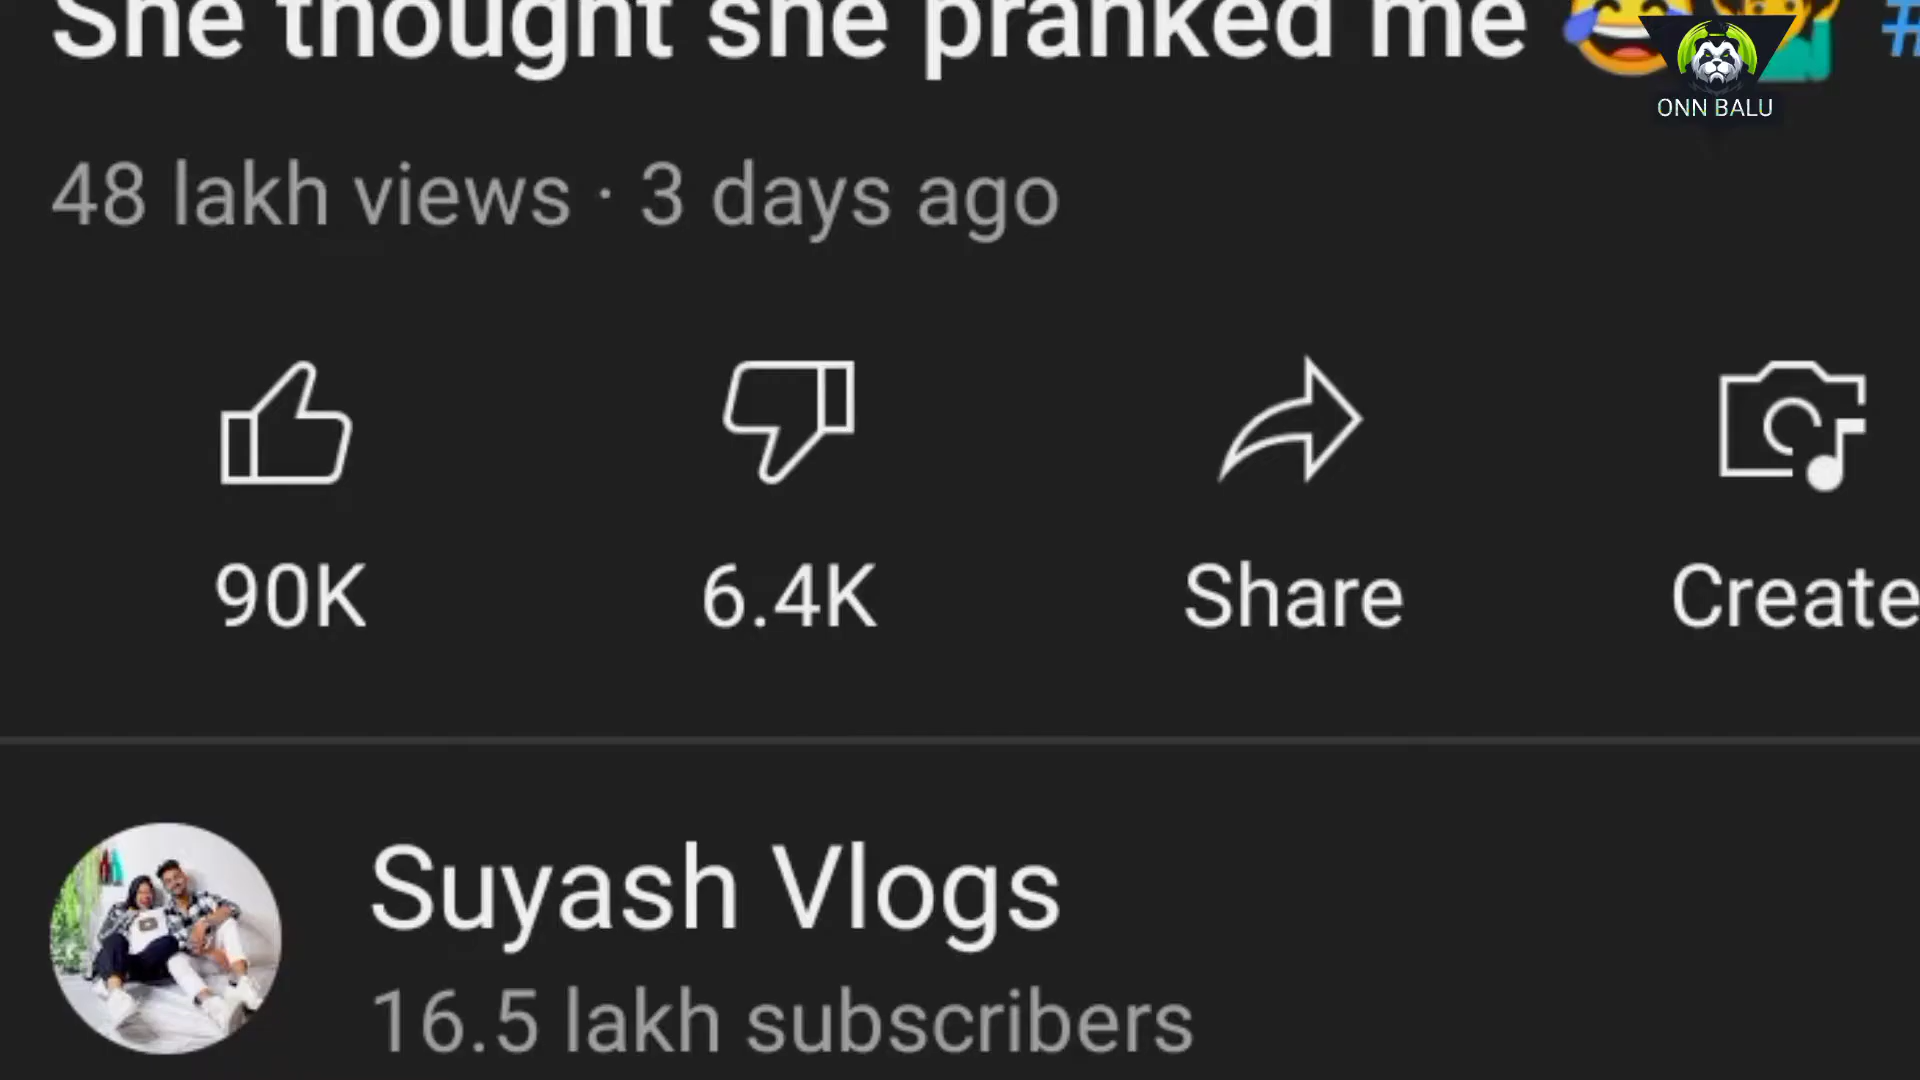 She thought she pranked me 😂 #
ONN BALU
48 lakh views · 3 days ago
90K 6.4K Share Create
Suyash Vlogs
16.5 lakh subscribers